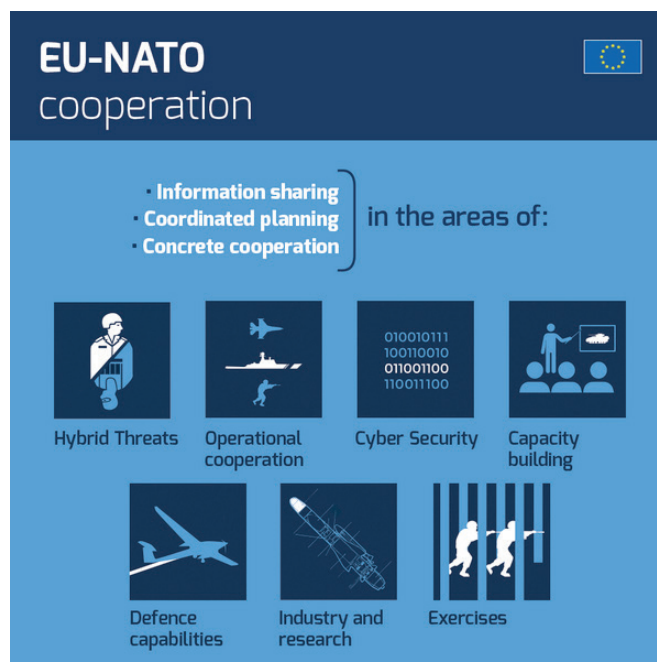 EU-NATO
cooperation
· Information sharing
· Coordinated planning
· Concrete cooperation
in the areas of:
010010111
100110010
011001100
110011100
Hybrid Threats
Operational
cooperation
Cyber Security
Capacity
building
Defence
capabilities
Industry and
research
Exercises